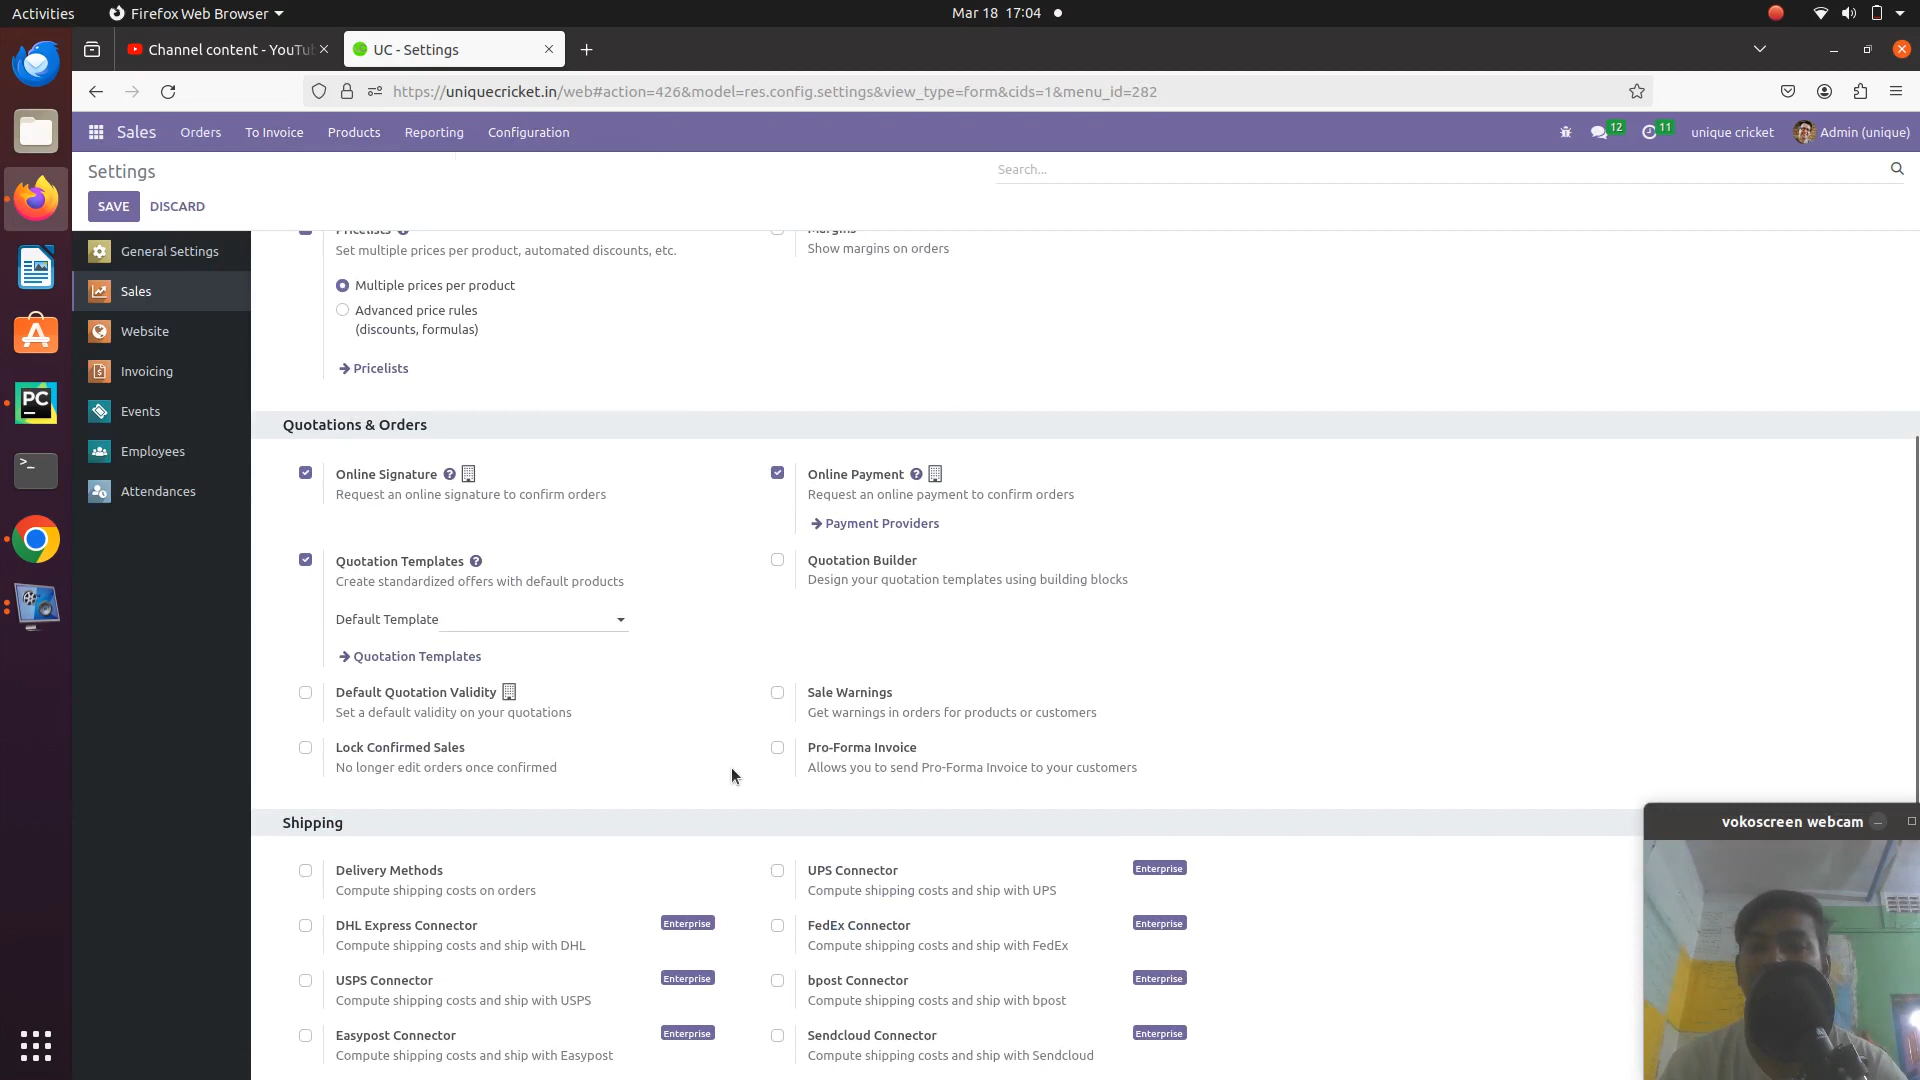 Activities
Firefox Web Browser
Mar 18 17:04
Channel content - YouTu
UC - Settings
https://uniquecricket.in/web#action=426&model=res.config.settings&view_type=form&cids=1&menu_id=282
Sales
Orders
To Invoice
Products
Reporting
Configuration
12
11
unique cricket
Admin (unique)
Settings
Search...
SAVE
DISCARD
General Settings
Sales
Website
Invoicing
Events
Employees
Attendances
Pricelists
Set multiple prices per product, automated discounts, etc.
Multiple prices per product
Advanced price rules
(discounts, formulas)
Pricelists
Margins
Show margins on orders
Quotations & Orders
Online Signature
Request an online signature to confirm orders
Online Payment
Request an online payment to confirm orders
Payment Providers
Quotation Templates
Create standardized offers with default products
Default Template
Quotation Templates
Quotation Builder
Design your quotation templates using building blocks
Default Quotation Validity
Set a default validity on your quotations
Sale Warnings
Get warnings in orders for products or customers
Lock Confirmed Sales
No longer edit orders once confirmed
Pro-Forma Invoice
Allows you to send Pro-Forma Invoice to your customers
Shipping
Delivery Methods
Compute shipping costs on orders
UPS Connector
Enterprise
Compute shipping costs and ship with UPS
DHL Express Connector
Enterprise
Compute shipping costs and ship with DHL
FedEx Connector
Enterprise
Compute shipping costs and ship with FedEx
USPS Connector
Enterprise
Compute shipping costs and ship with USPS
bpost Connector
Enterprise
Compute shipping costs and ship with bpost
Easypost Connector
Enterprise
Compute shipping costs and ship with Easypost
Sendcloud Connector
Enterprise
Compute shipping costs and ship with Sendcloud
vokoscreen webcam
PC